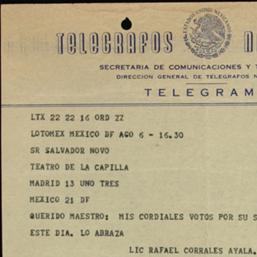 TELEGRAFOS N
SECRETARIA DE COMUNICACIONES Y T
DIRECCION GENERAL DE TELEGRAFOS N
TELEGRAM
LTX 22 22 16 ORD ZZ
LOTOMEX MEXICO DF AGO 6 - 16.30
SR SALVADOR NOVO
TEATRO DE LA CAPILLA
MADRID 13 UNO TRES
MEXICO 21 DF
QUERIDO MAESTRO: MIS CORDIALES VOTOS POR SU S
ESTE DIA. LO ABRAZA
LIC RAFAEL CORRALES AYALA.